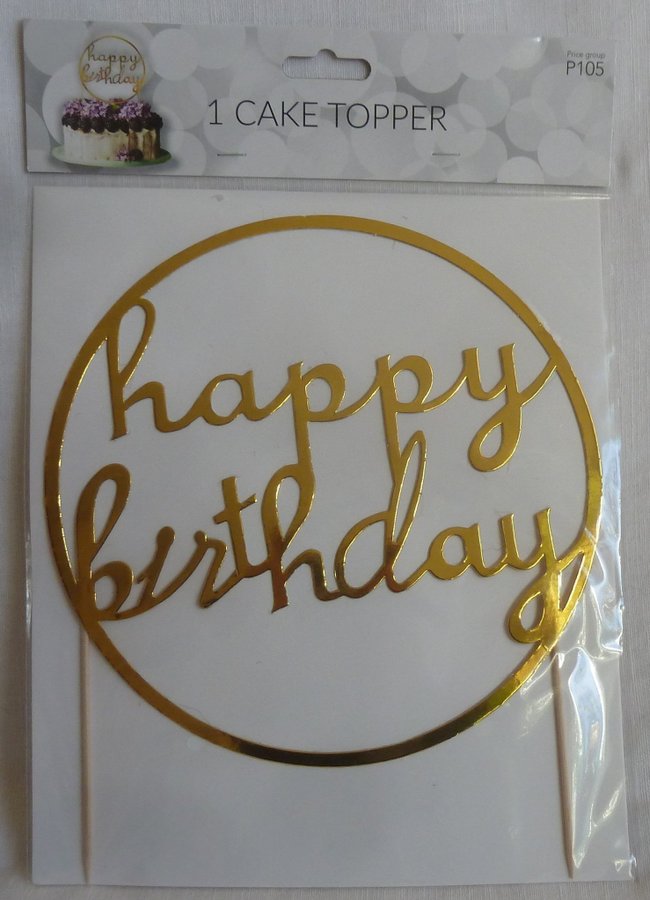 happy
birthday
Price group
P105
1 CAKE TOPPER
happy
birthday